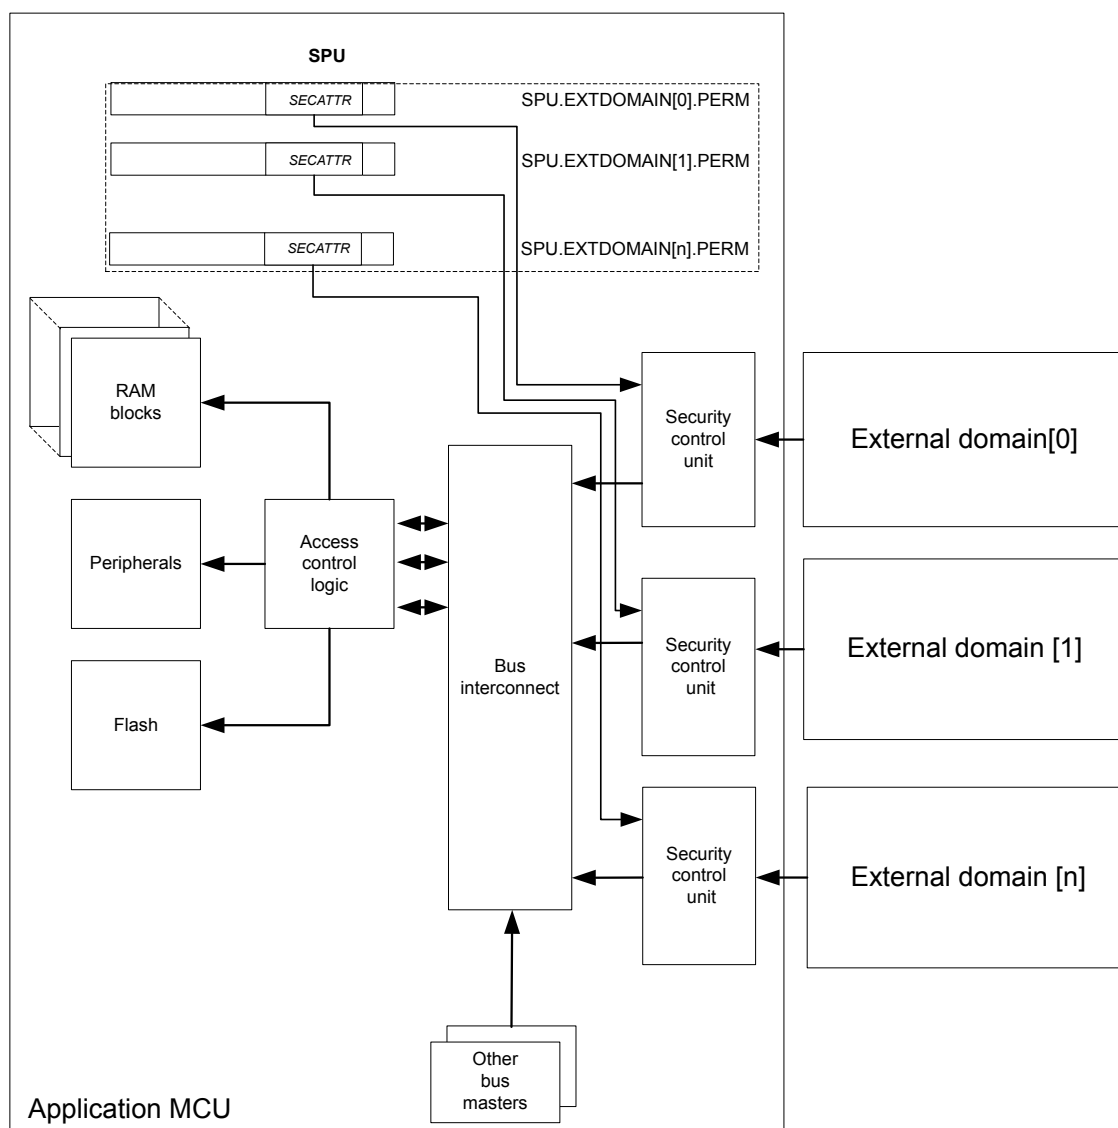 SPU
SECATTR
SPU.EXTDOMAIN[0].PERM
SECATTR
SPU.EXTDOMAIN[1].PERM
SECATTR
SPU.EXTDOMAIN[n].PERM
RAM
blocks
Peripherals
Flash
Access
control
logic
Bus
interconnect
Security
control
unit
External domain[0]
Security
control
unit
External domain [1]
Security
control
unit
External domain [n]
Other
bus
masters
Application MCU